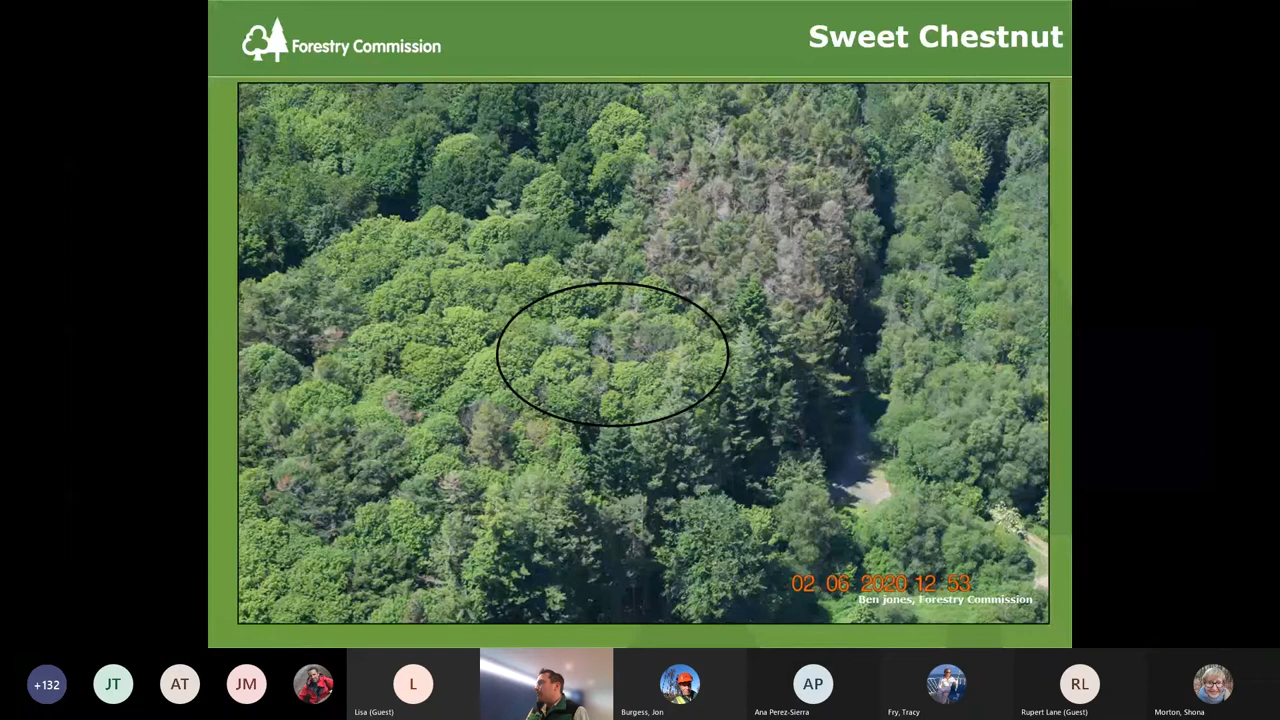 Forestry Commission
Sweet Chestnut
02 06 2020 12 53
Ben jones, Forestry Commission
+132
JT
AT
JM
L
AP
RL
Lisa (Guest)
Burgess, Jon
Ana Perez-Sierra
Fry, Tracy
Rupert Lane (Guest)
Morton, Shona